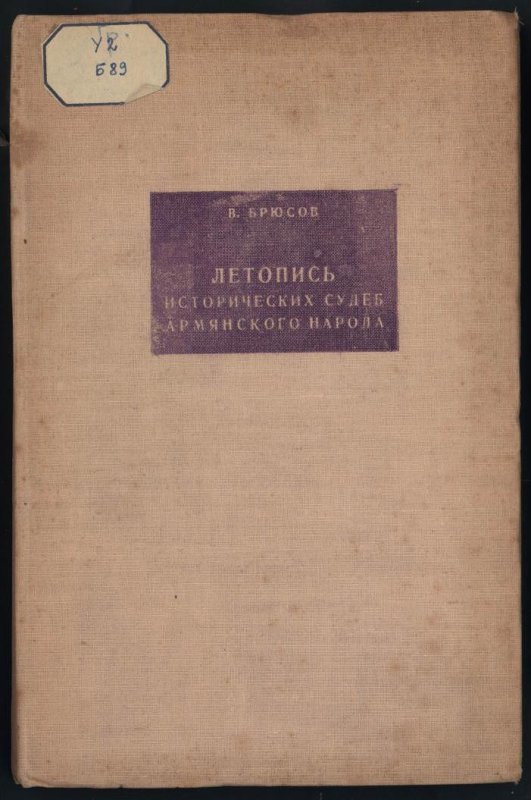 У2
Б89
В. БРЮСОВ
ЛЕТОПИСЬ
ИСТОРИЧЕСКИХ СУДЕБ
АРМЯНСКОГО НАРОДА